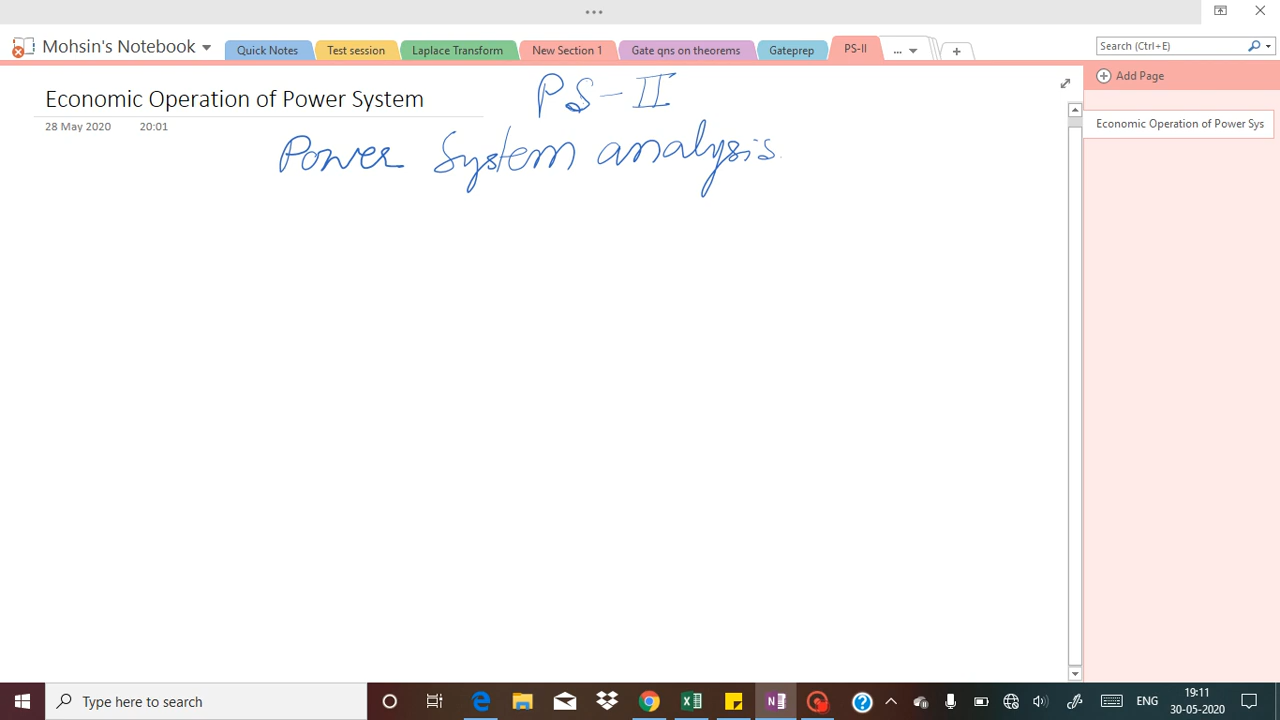 Mohsin's Notebook
Quick Notes
Test session
Laplace Transform
New Section 1
Gate qns on theorems
Gateprep
PS-II
...
+
Search (Ctrl+E)
Economic Operation of Power System
28 May 2020 20:01
PS-II
Power System analysis.
Add Page
Economic Operation of Power Sys
Type here to search
ENG
19:11
30-05-2020